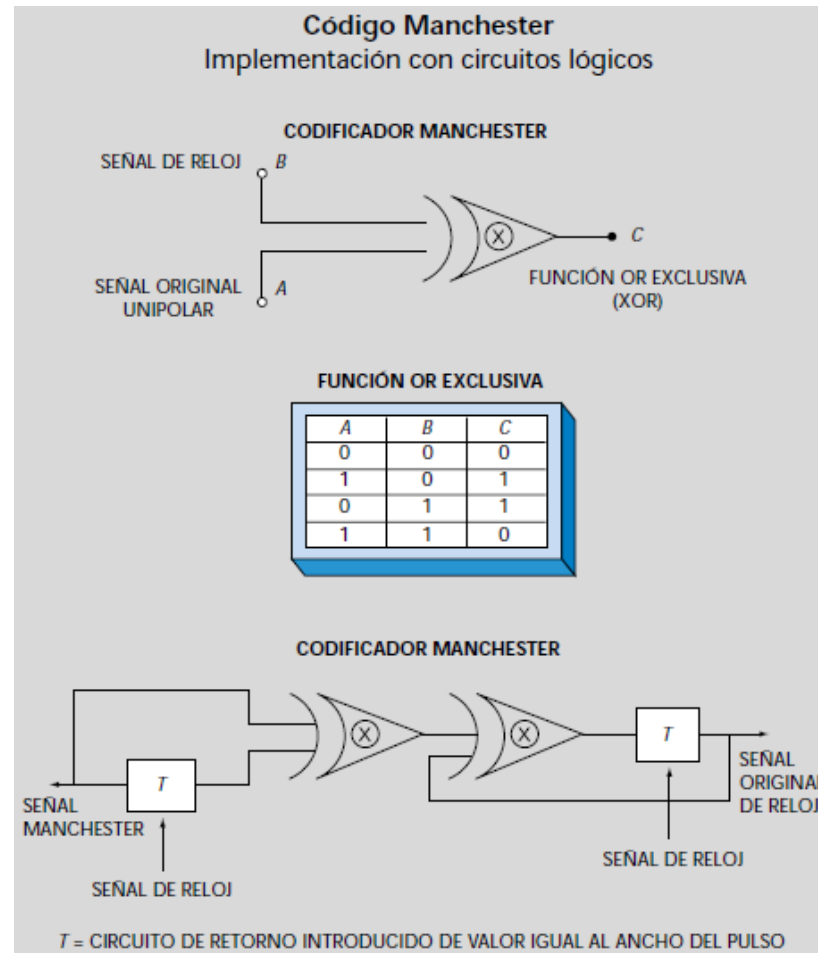 Código Manchester
Implementación con circuitos lógicos
CODIFICADOR MANCHESTER
SEÑAL DE RELOJ B
X
C
SEÑAL ORIGINAL
UNIPOLAR
A
FUNCIÓN OR EXCLUSIVA
(XOR)
FUNCIÓN OR EXCLUSIVA
A B C
0 0 0
1 0 1
0 1 1
1 1 0
CODIFICADOR MANCHESTER
X X T
T
SEÑAL
MANCHESTER
SEÑAL
ORIGINAL
DE RELOJ
SEÑAL DE RELOJ
SEÑAL DE RELOJ
T = CIRCUITO DE RETORNO INTRODUCIDO DE VALOR IGUAL AL ANCHO DEL PULSO